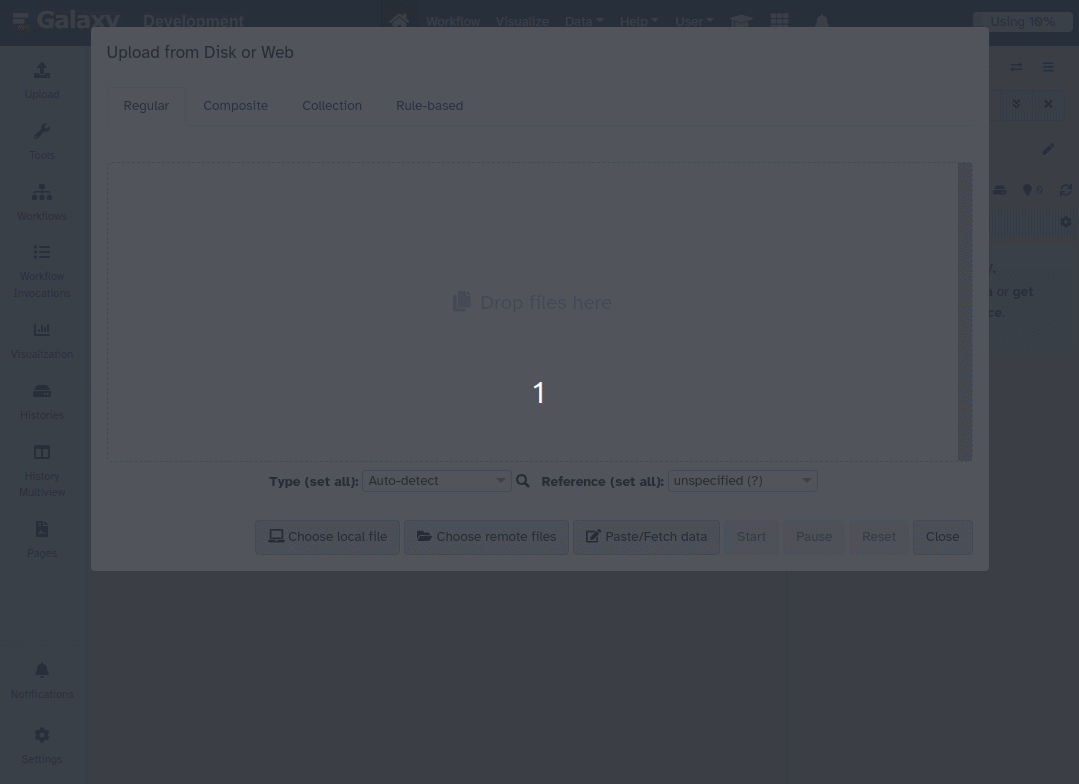 Galaxy Development Workflow Visualize Data Help User Using 10%
Upload from Disk or Web
Regular Composite Collection Rule-based
Upload
Tools
Workflows
Workflow
Invocations
Visualization
Histories
History
Multiview
Pages
Notifications
Settings
Drop files here
1
Type (set all): Auto-detect Reference (set all): unspecified (?)
Choose local file Choose remote files Paste/Fetch data Start Pause Reset Close
or get
ce.